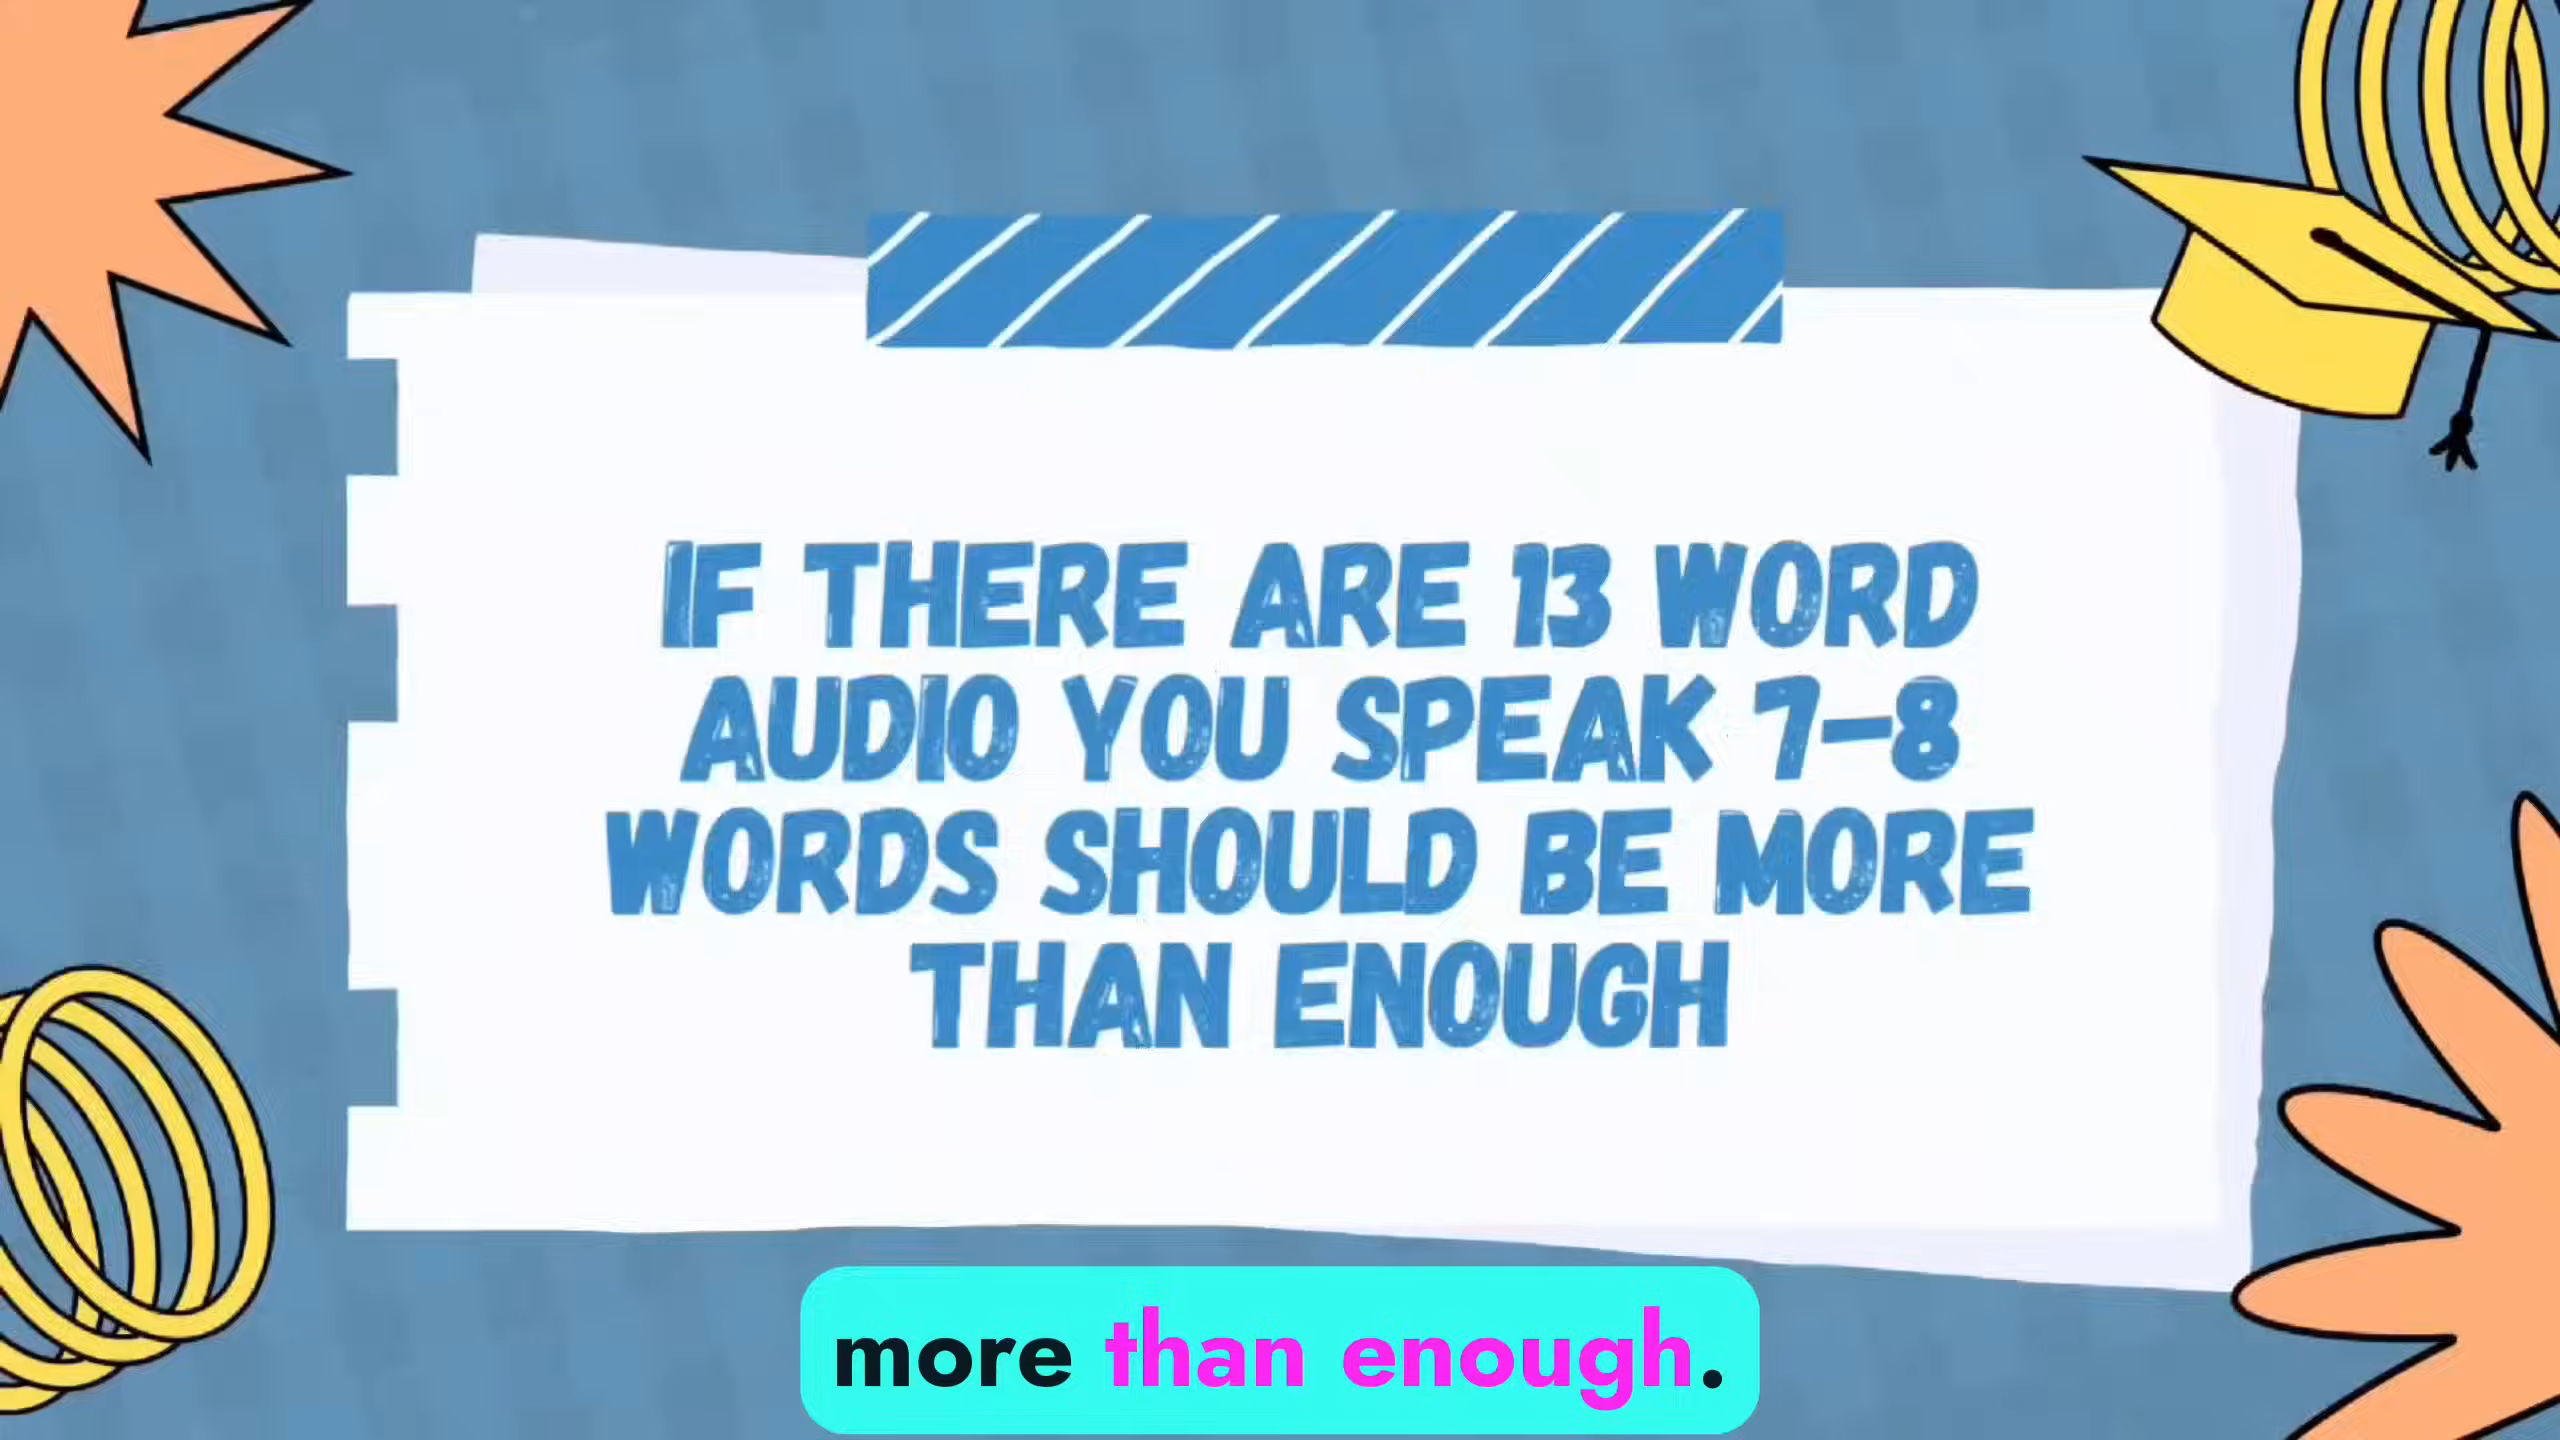 IF THERE ARE 13 WORD
AUDIO YOU SPEAK 7-8
WORDS SHOULD BE MORE
THAN ENOUGH
more than enough.